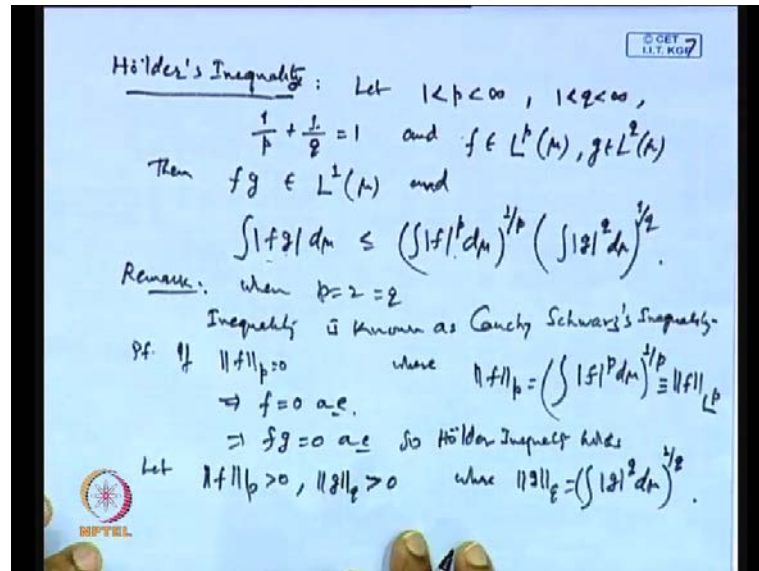 © CET
I.I.T. KGP 7
Hölder's Inequality : Let 1<p<∞ , 1<q<∞ ,
1/p + 1/q = 1 and f ∈ L^p(μ), g ∈ L^q(μ)
Then fg ∈ L^1(μ) and
∫|fg| dμ ≤ (∫|f|^p dμ)^{1/p} (∫|g|^q dμ)^{1/q}.
Remark: when p=2=q
Inequality is known as Cauchy Schwarz's Inequality.
Pf. If ||f||_p=0 where ||f||_p = (∫|f|^p dμ)^{1/p} ≡ ||f||_{L^p}
⇒ f=0 a.e.
⇒ fg=0 a.e. So Hölder Inequality holds
Let ||f||_p >0, ||g||_q >0 where ||g||_q = (∫|g|^q dμ)^{1/q}.
NPTEL